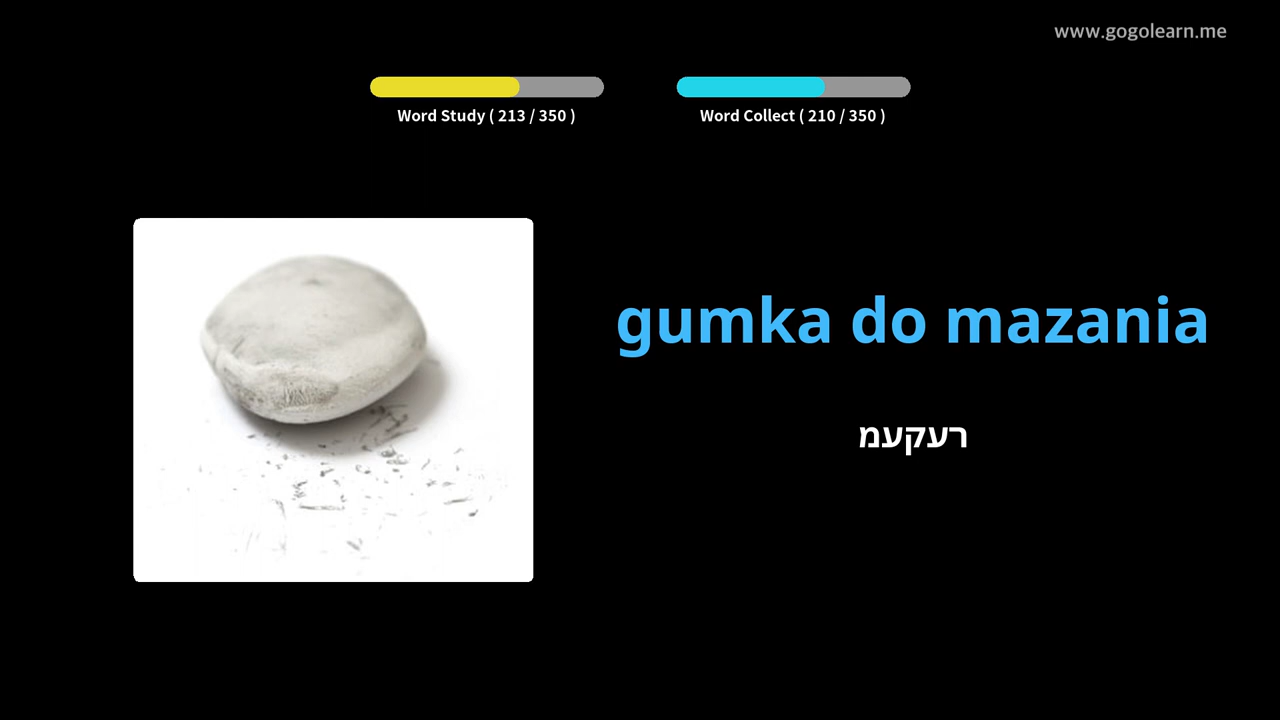 www.gogolearn.me
Word Study ( 213 / 350 )
Word Collect ( 210 / 350 )
gumka do mazania
רעקעמ